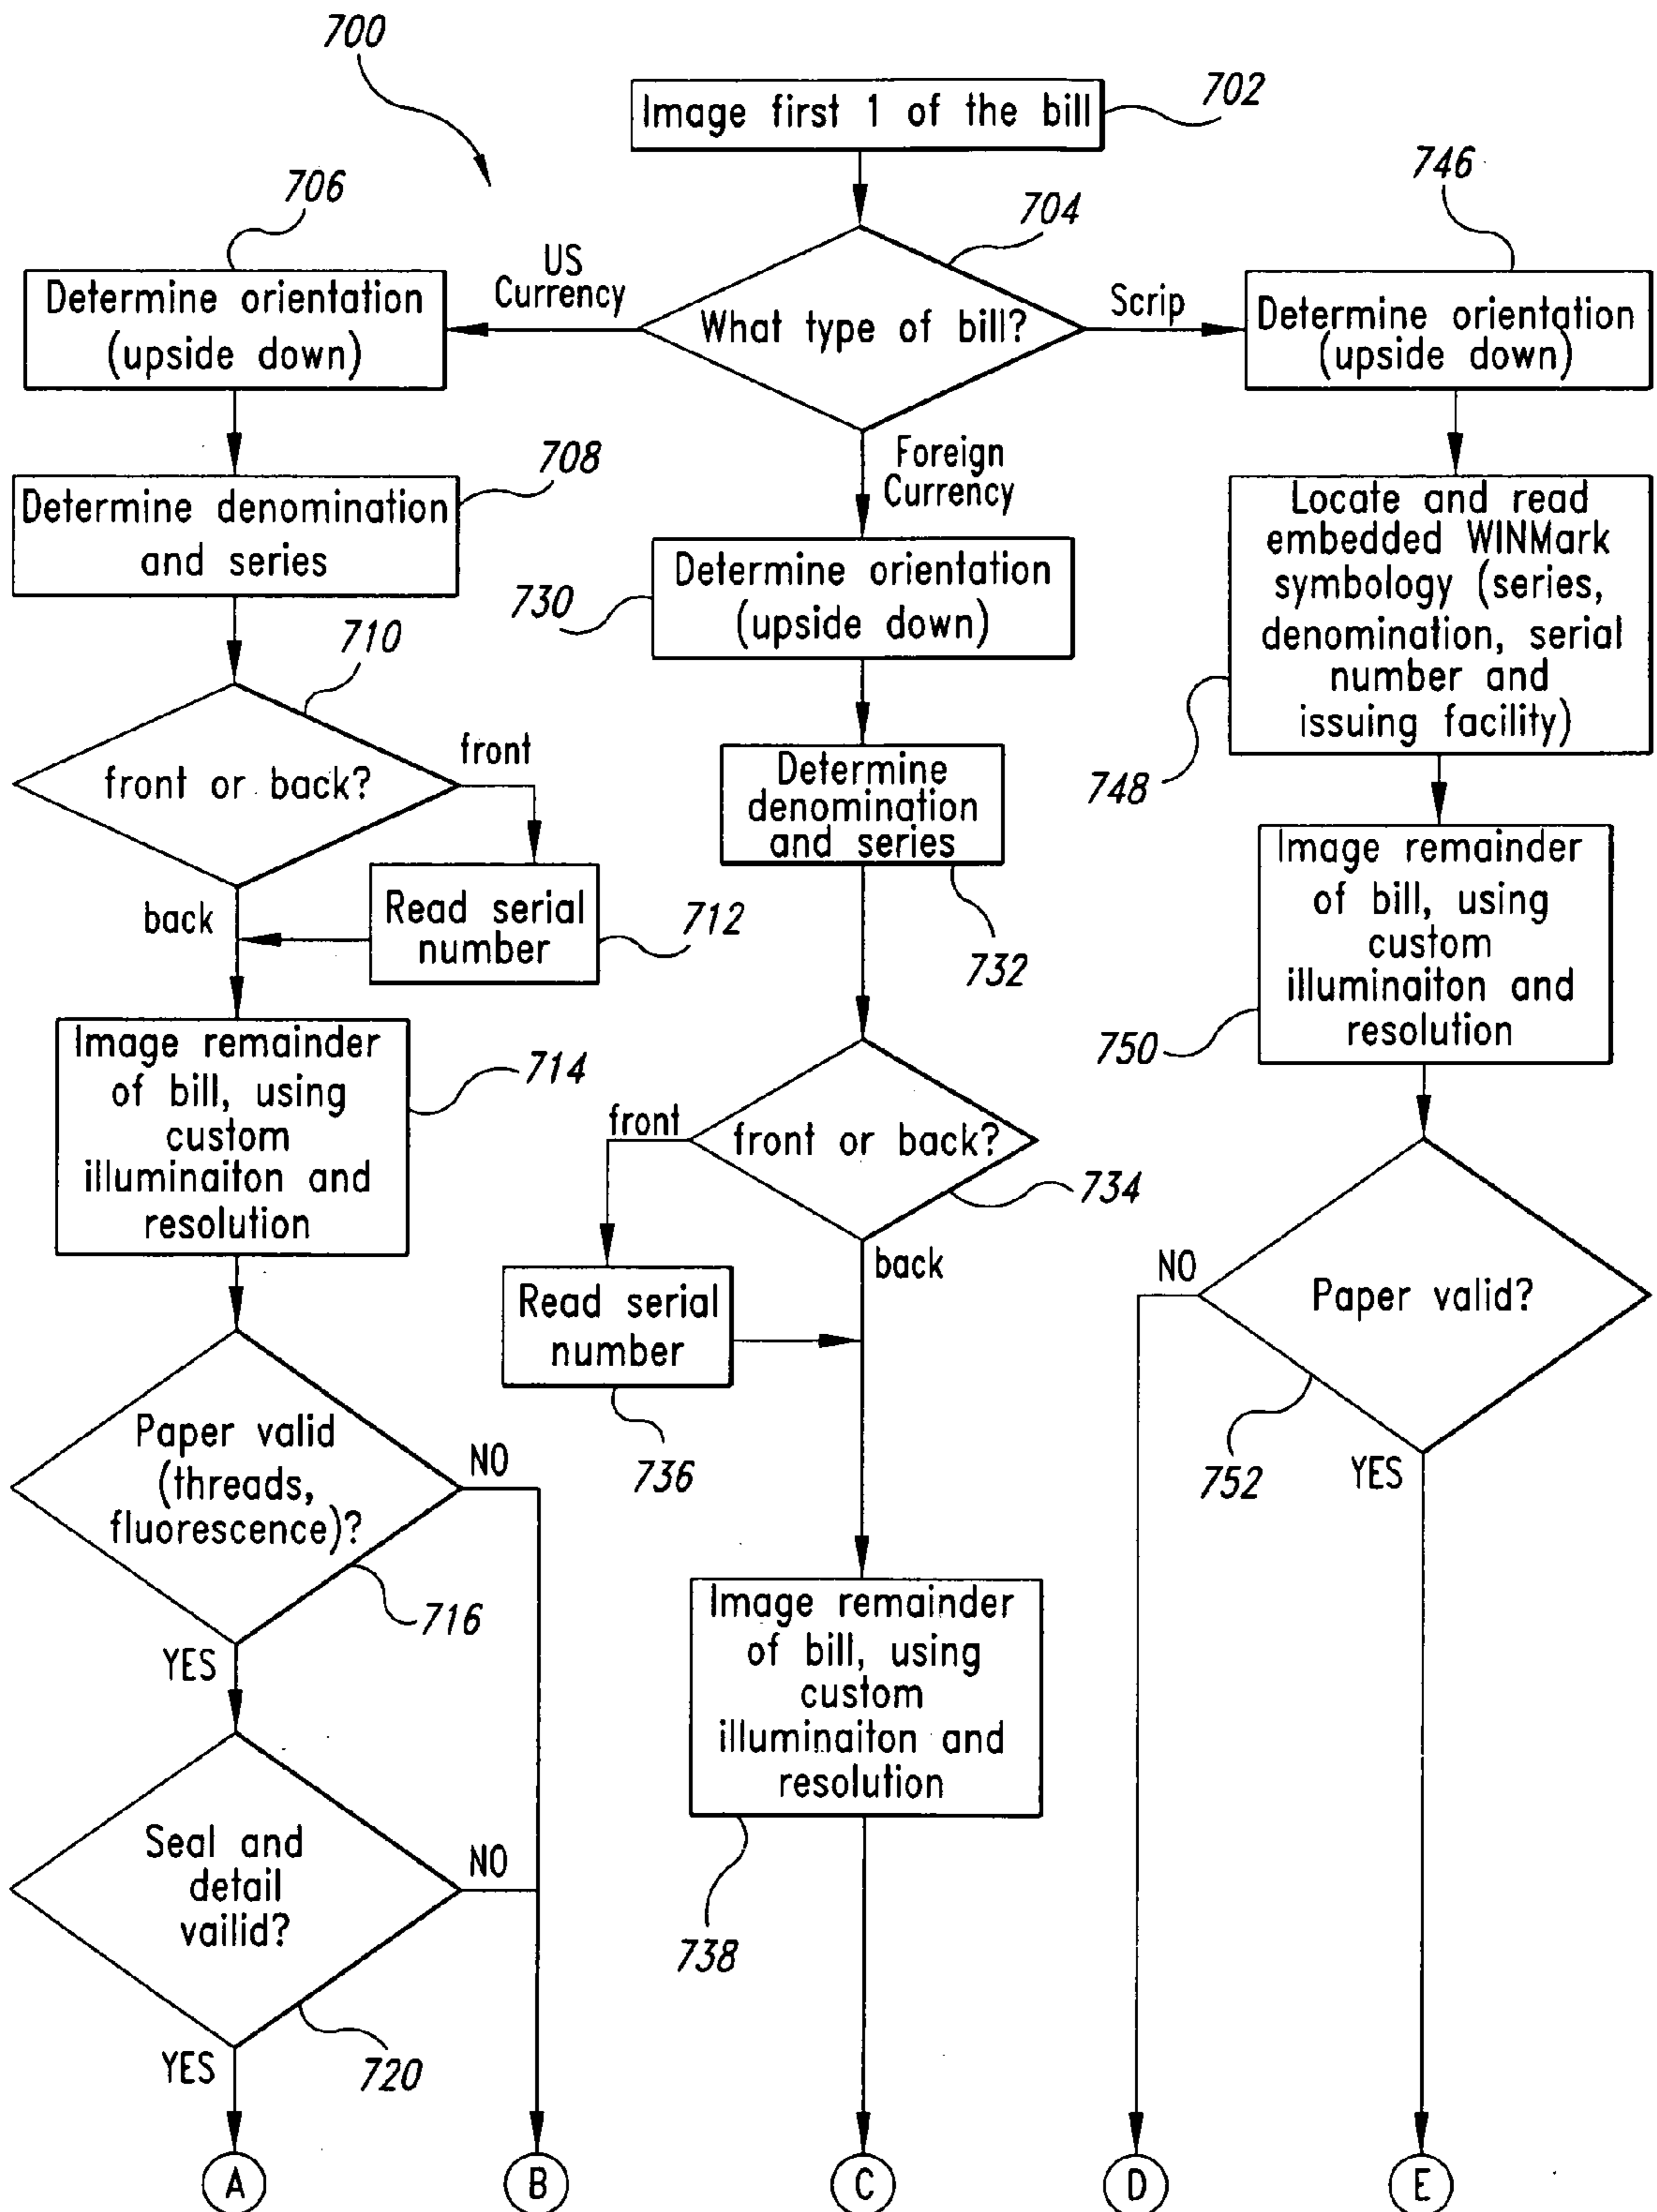 700
Image first 1 of the bill
702
704
What type of bill?
US
Currency
Scrip
Foreign
Currency
706
Determine orientation
(upside down)
708
Determine denomination
and series
710
front or back?
front
back
Read serial
number
712
Image remainder
of bill, using
custom
illuminaiton and
resolution
714
Paper valid
(threads,
fluorescence)?
NO
716
YES
Seal and
detail
vailid?
NO
720
YES
A
B
730
Determine orientation
(upside down)
Determine
denomination
and series
732
front or back?
front
734
back
Read serial
number
736
Image remainder
of bill, using
custom
illuminaiton and
resolution
738
C
746
Determine orientation
(upside down)
Locate and read
embedded WINMark
symbology (series,
denomination, serial
number and
issuing facility)
748
Image remainder
of bill, using
custom
illuminaiton and
resolution
750
Paper valid?
NO
752
YES
D
E